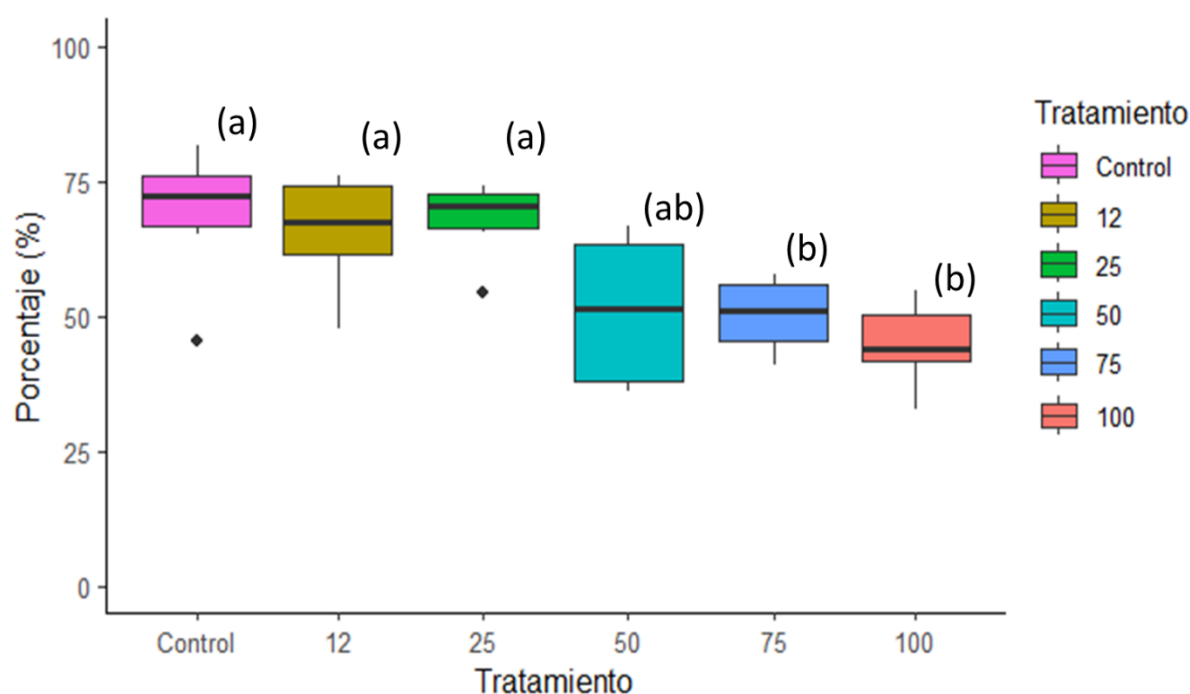 100
75
50
25
0
Porcentaje (%)
(a)
(a)
(a)
(ab)
(b)
(b)
Control
12
25
50
75
100
Tratamiento
Tratamiento
Control
12
25
50
75
100